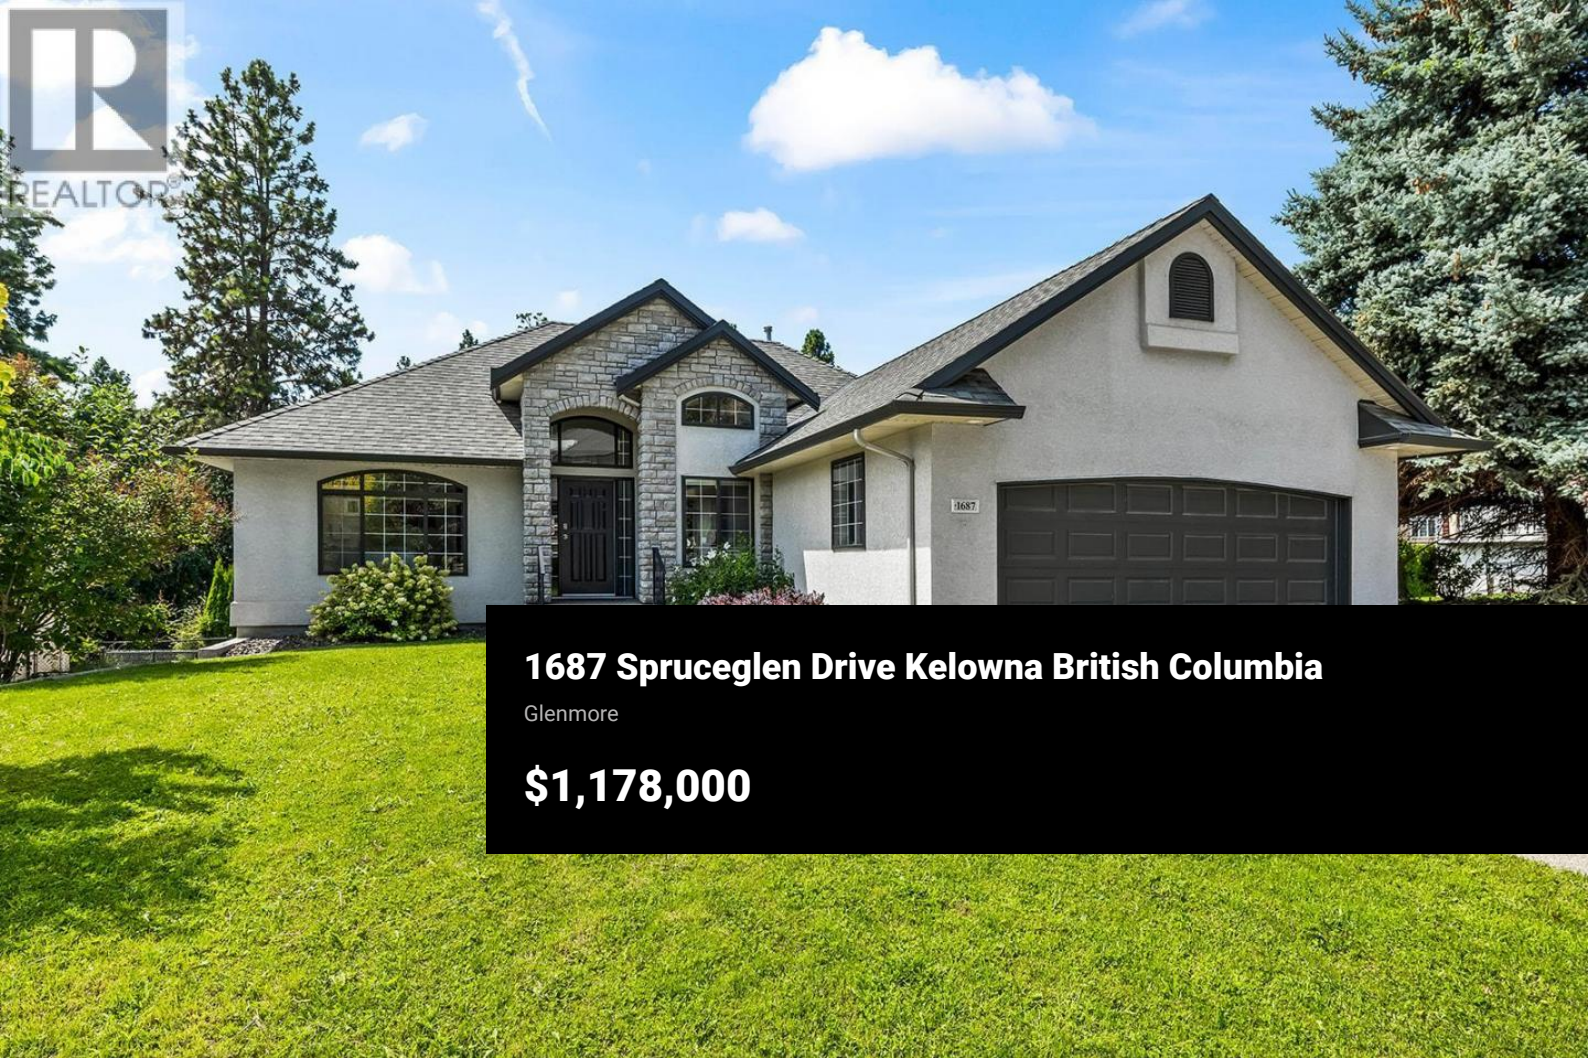 REALTOR®
1687
1687 Spruceglen Drive Kelowna British Columbia
Glenmore
$1,178,000